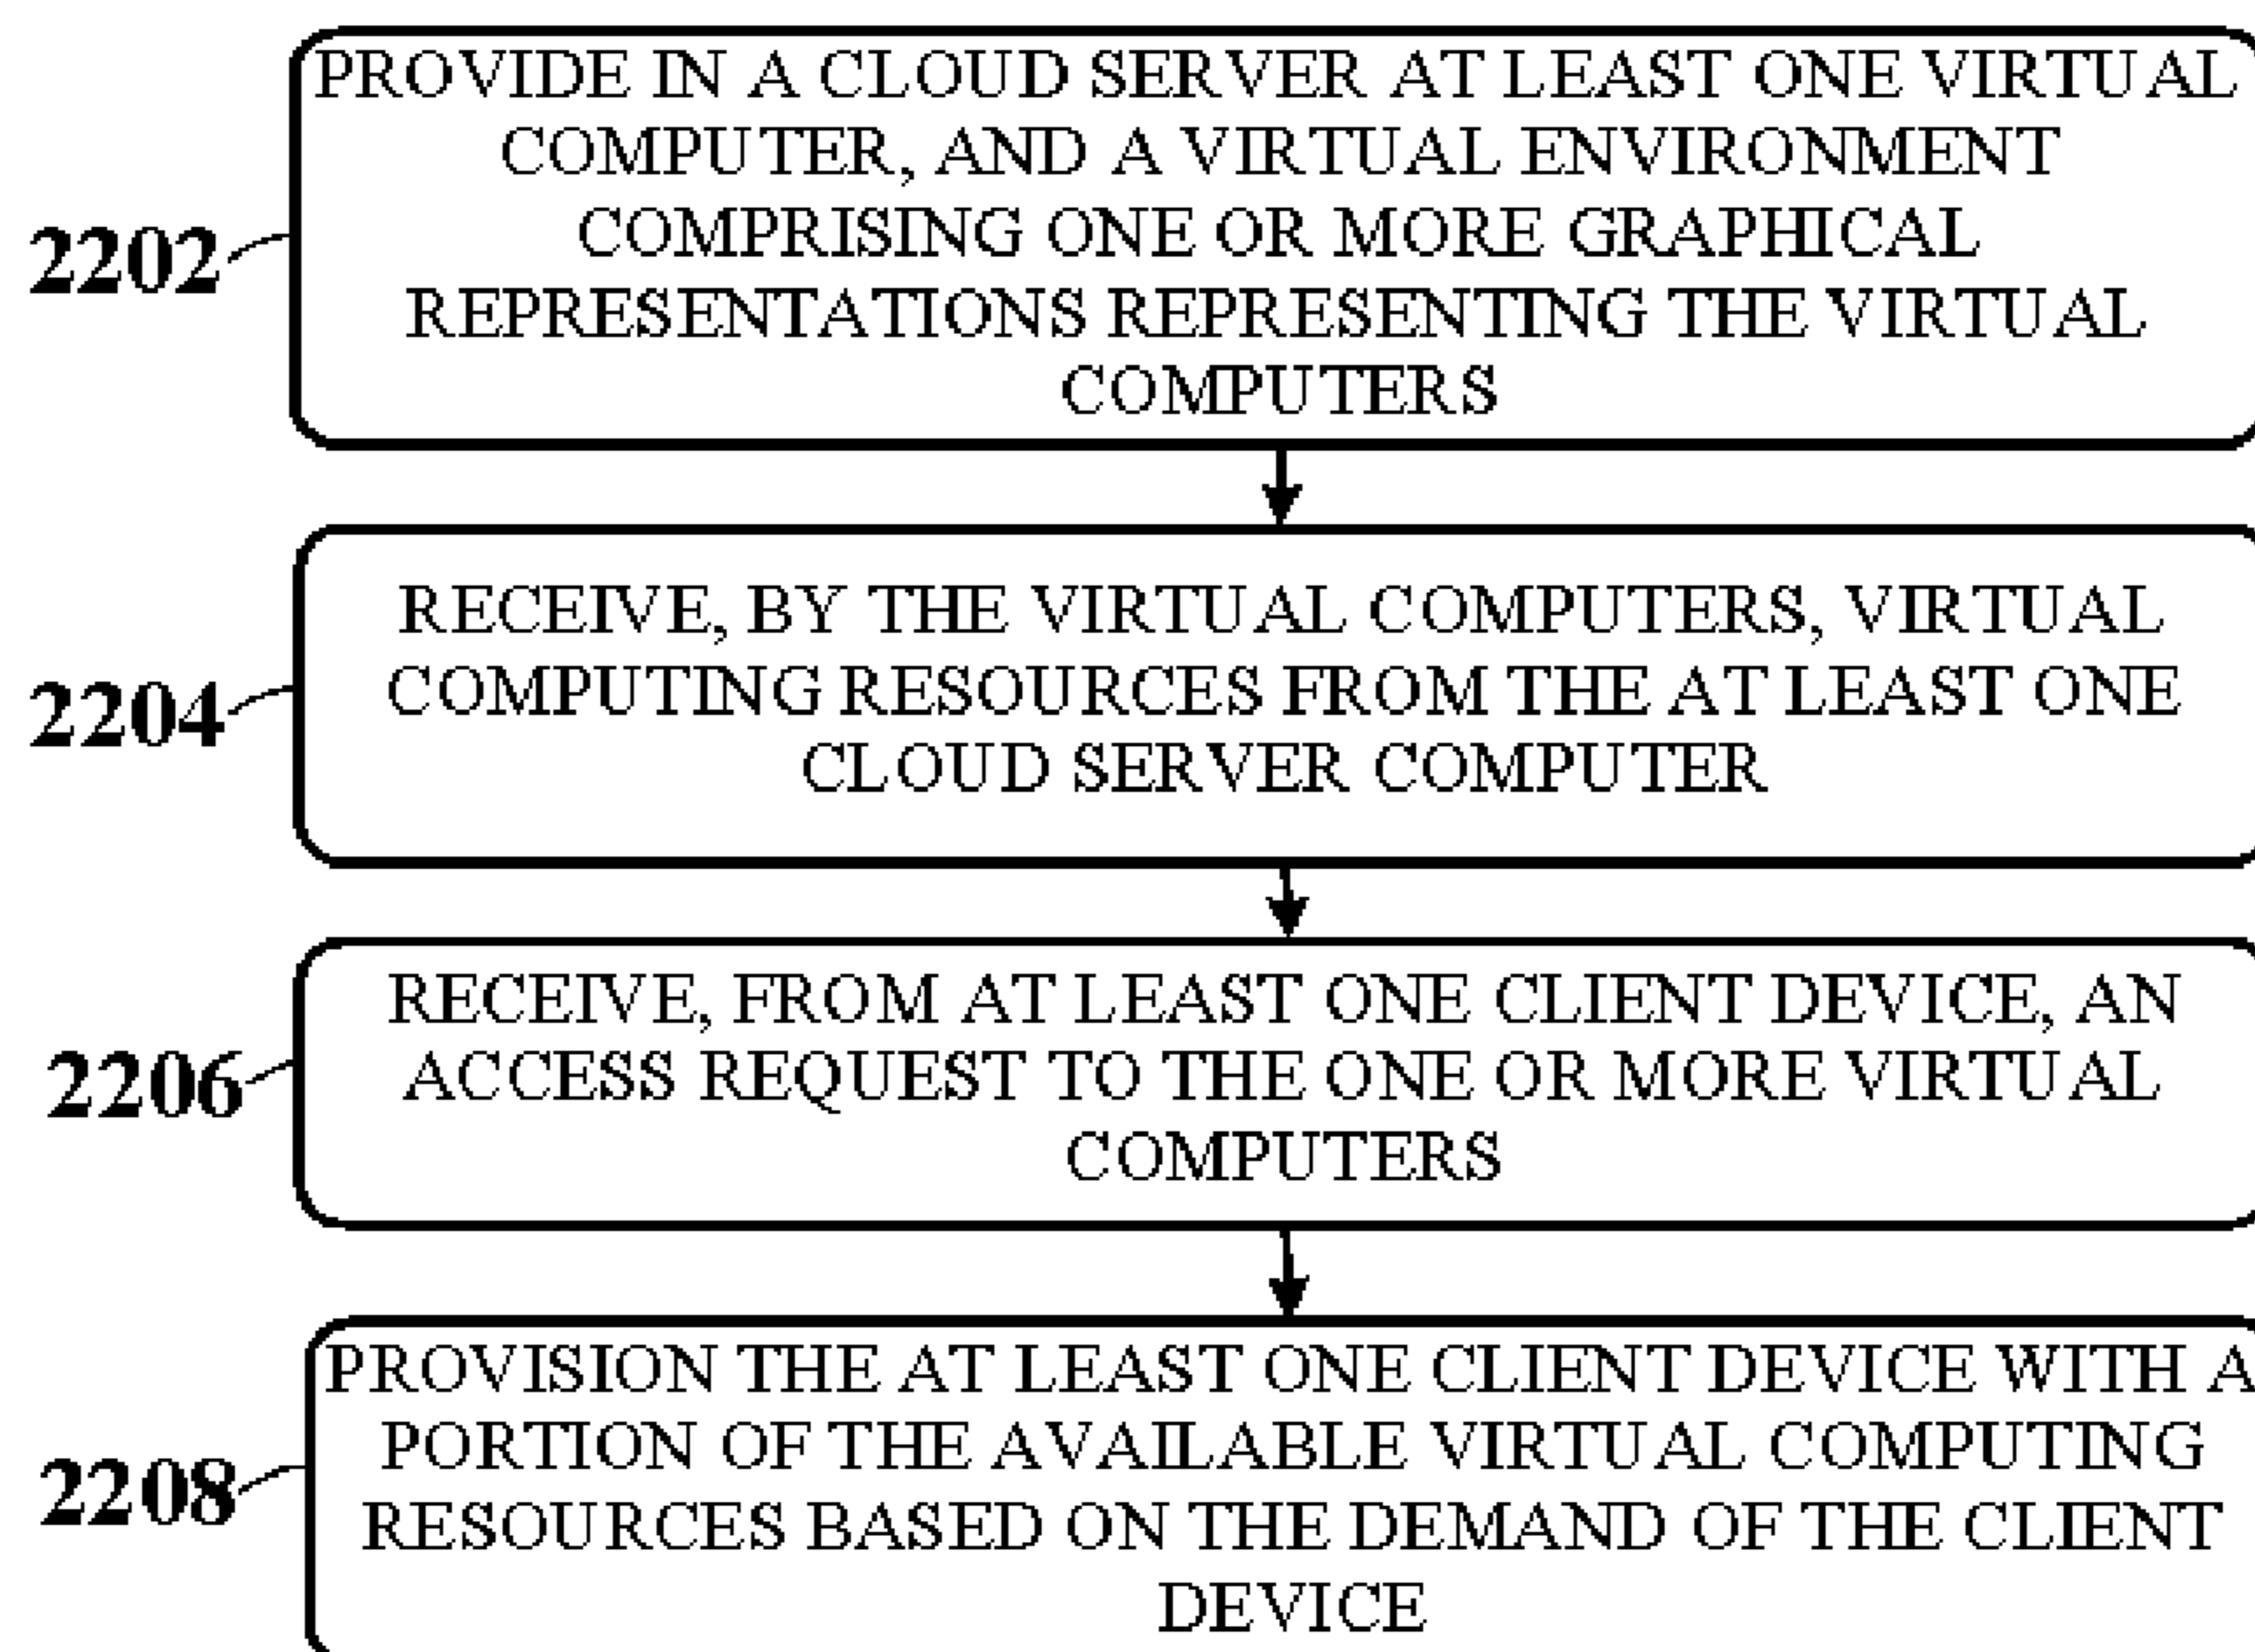 PROVIDE IN A CLOUD SERVER AT LEAST ONE VIRTUAL
COMPUTER, AND A VIRTUAL ENVIRONMENT
COMPRISING ONE OR MORE GRAPHICAL
2202
REPRESENTATIONS REPRESENTING THE VIRTUAL
COMPUTERS
RECEIVE, BY THE VIRTUAL COMPUTERS, VIRTUAL
COMPUTING RESOURCES FROM THE AT LEAST ONE
2204
CLOUD SERVER COMPUTER
RECEIVE, FROM AT LEAST ONE CLIENT DEVICE, AN
ACCESS REQUEST TO THE ONE OR MORE VIRTUAL
2206
COMPUTERS
PROVISION THE AT LEAST ONE CLIENT DEVICE WITH A
PORTION OF THE AVAILABLE VIRTUAL COMPUTING
2208
RESOURCES BASED ON THE DEMAND OF THE CLIENT
DEVICE